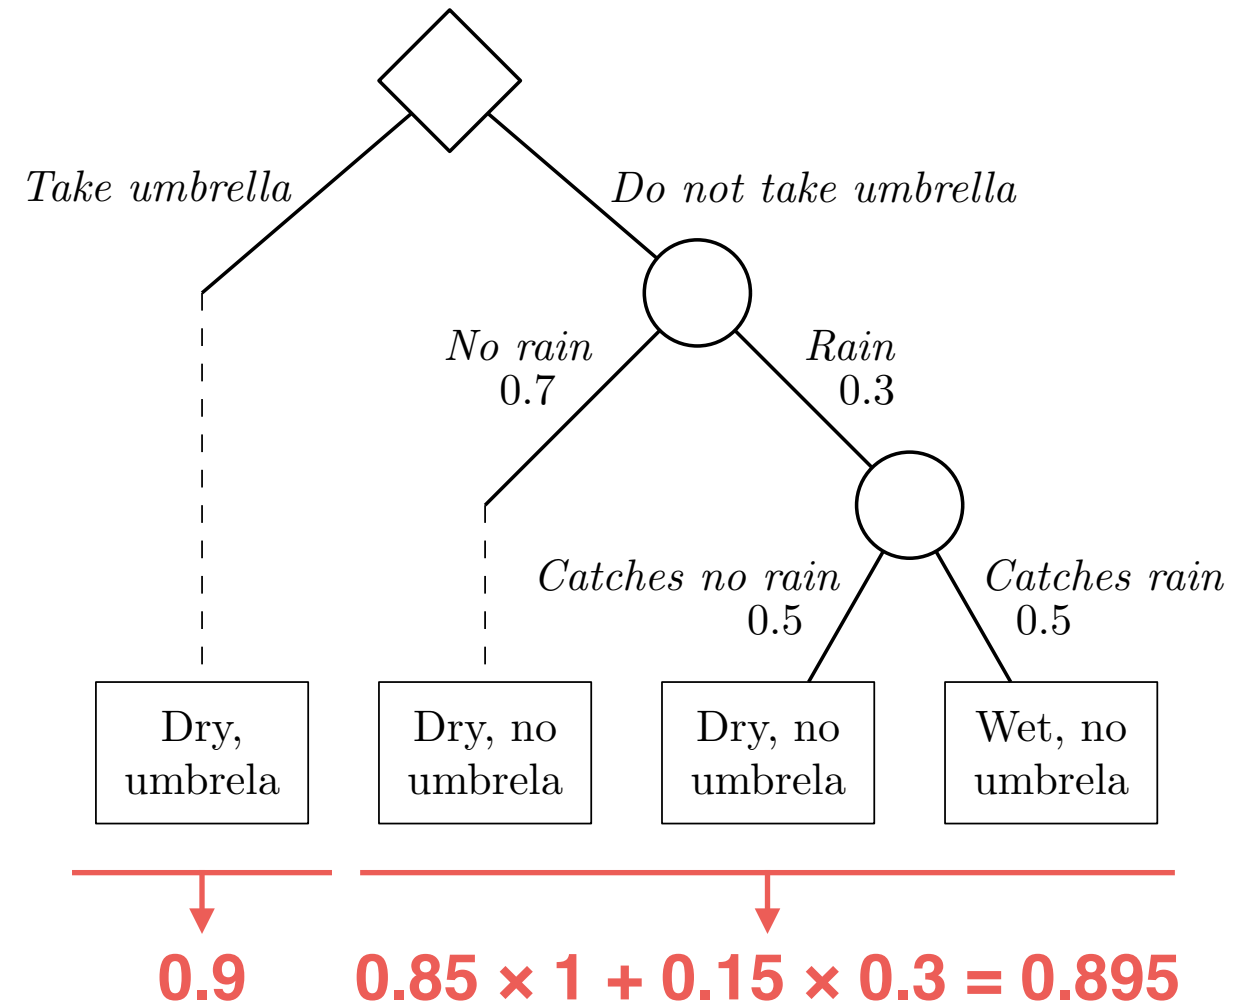 Take umbrella
Do not take umbrella
No rain
0.7
Rain
0.3
Catches no rain
0.5
Catches rain
0.5
Dry,
umbrela
Dry, no
umbrela
Dry, no
umbrela
Wet, no
umbrela
0.9
0.85 × 1 + 0.15 × 0.3 = 0.895